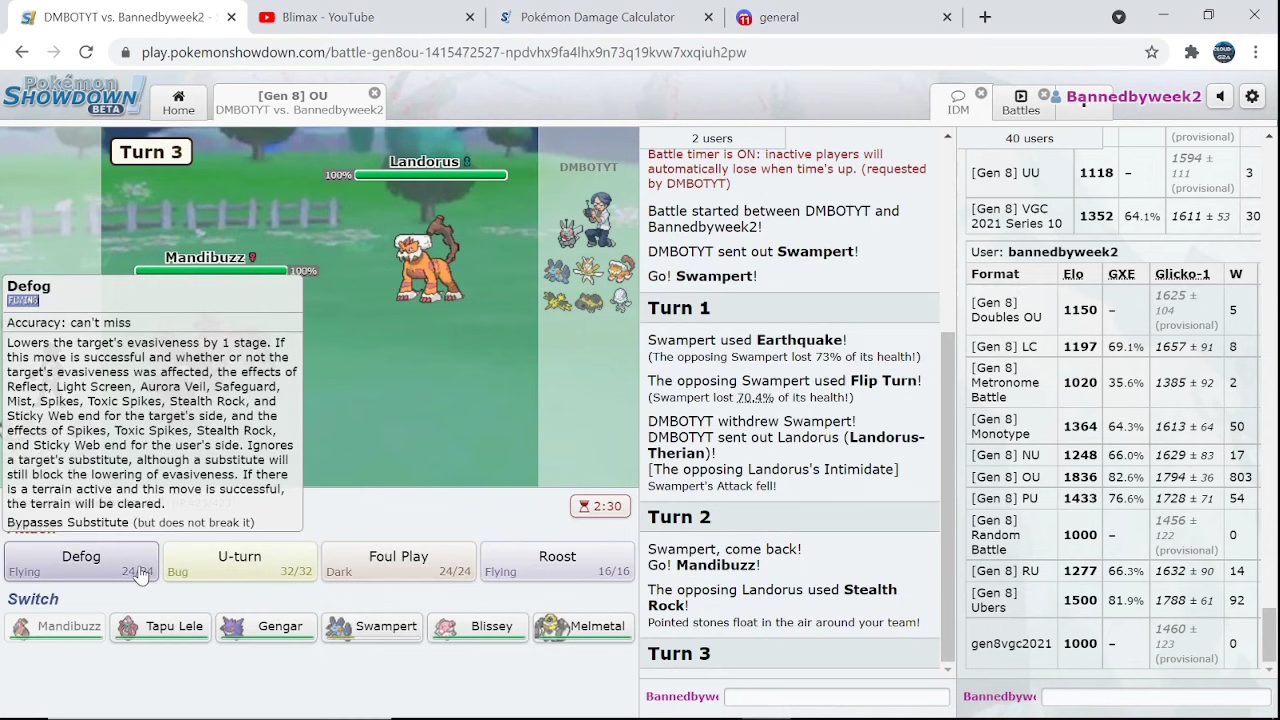 DMBOTYT vs. Bannedbyweek2 - S
Blimax - YouTube
Pokémon Damage Calculator
11
general
play.pokemonshowdown.com/battle-gen8ou-1415472527-npdvhx9fa4lhx9n73q19kvw7xxqiuh2pw
Pokémon
SHOWDOWN!
BETA
Home
[Gen 8] OU
DMBOTYT vs. Bannedbyweek2
IDM
Battles
Bannedbyweek2
Turn 3
Landorus
100%
DMBOTYT
Mandibuzz
100%
Defog
FLYING
Accuracy: can't miss
Lowers the target's evasiveness by 1 stage. If
this move is successful and whether or not the
target's evasiveness was affected, the effects of
Reflect, Light Screen, Aurora Veil, Safeguard,
Mist, Spikes, Toxic Spikes, Stealth Rock, and
Sticky Web end for the target's side, and the
effects of Spikes, Toxic Spikes, Stealth Rock,
and Sticky Web end for the user's side. Ignores
a target's substitute, although a substitute will
still block the lowering of evasiveness. If there
is a terrain active and this move is successful,
the terrain will be cleared.
Bypasses Substitute (but does not break it)
2:30
Defog
Flying
U-turn
Bug 32/32
Foul Play
Dark 24/24
Roost
Flying 16/16
Switch
Mandibuzz
Tapu Lele
Gengar
Swampert
Blissey
Melmetal
2 users
Battle timer is ON: inactive players will
automatically lose when time's up. (requested
by DMBOTYT)
Battle started between DMBOTYT and
Bannedbyweek2!
DMBOTYT sent out Swampert!
Go! Swampert!
Turn 1
Swampert used Earthquake!
(The opposing Swampert lost 73% of its health!)
The opposing Swampert used Flip Turn!
(Swampert lost 70.4% of its health!)
DMBOTYT withdrew Swampert!
DMBOTYT sent out Landorus (Landorus-
Therian)!
[The opposing Landorus's Intimidate]
Swampert's Attack fell!
Turn 2
Swampert, come back!
Go! Mandibuzz!
The opposing Landorus used Stealth
Rock!
Pointed stones float in the air around your team!
Turn 3
Bannedbywe
40 users
(provisional)
[Gen 8] UU 1118 – 1594 ± 111 (provisional) 3
[Gen 8] VGC 2021 Series 10 1352 64.1% 1611 ± 53 30
User: bannedbyweek2
Format Elo GXE Glicko-1 W
[Gen 8] Doubles OU 1150 – 1625 ± 104 (provisional) 5
[Gen 8] LC 1197 69.1% 1657 ± 91 8
[Gen 8] Metronome Battle 1020 35.6% 1385 ± 92 2
[Gen 8] Monotype 1364 64.3% 1613 ± 64 50
[Gen 8] NU 1248 66.0% 1629 ± 83 17
[Gen 8] OU 1836 82.6% 1794 ± 36 803
[Gen 8] PU 1433 76.6% 1728 ± 71 54
[Gen 8] Random Battle 1000 – 1456 ± 122 (provisional) 0
[Gen 8] RU 1277 66.3% 1632 ± 90 14
[Gen 8] Ubers 1500 81.9% 1788 ± 61 92
gen8vgc2021 1000 – 1460 ± 123 (provisional) 0
Bannedbyw